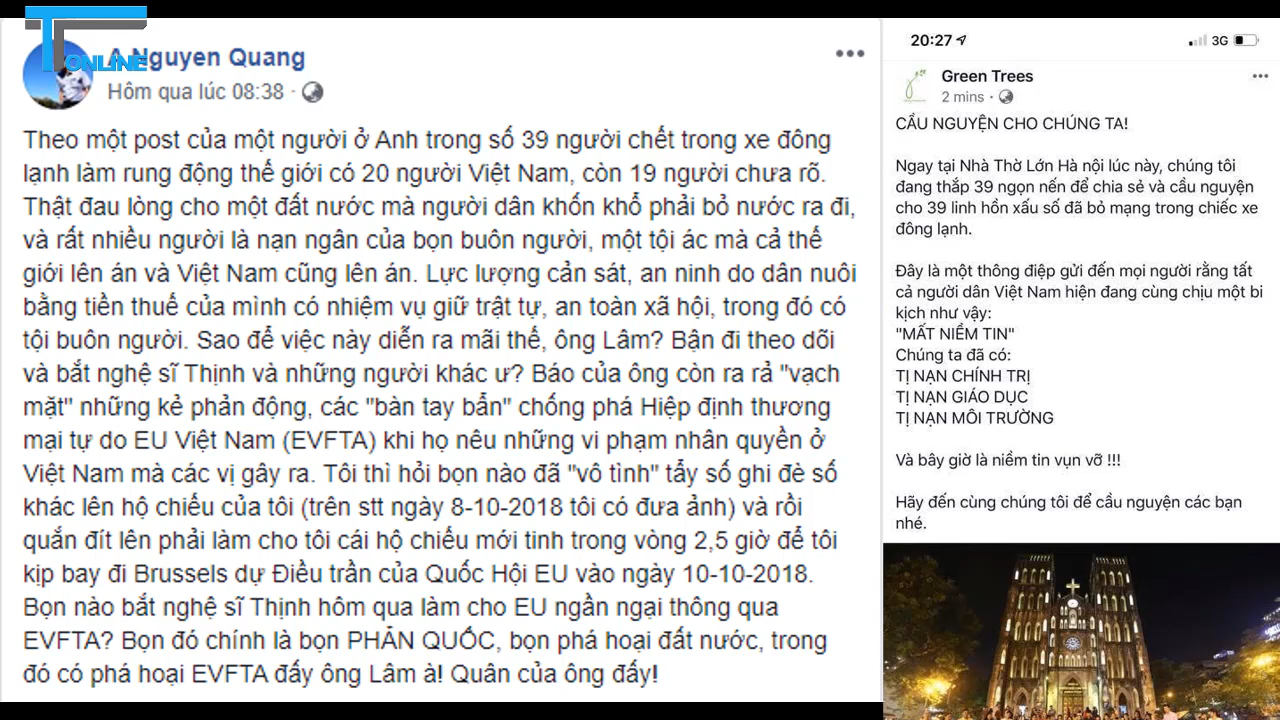 T
ONLINE
A Nguyen Quang
Hôm qua lúc 08:38 ·
Theo một post của một người ở Anh trong số 39 người chết trong xe đông
lạnh làm rung động thế giới có 20 người Việt Nam, còn 19 người chưa rõ.
Thật đau lòng cho một đất nước mà người dân khốn khổ phải bỏ nước ra đi,
và rất nhiều người là nạn ngân của bọn buôn người, một tội ác mà cả thế
giới lên án và Việt Nam cũng lên án. Lực lượng cản sát, an ninh do dân nuôi
bằng tiền thuế của mình có nhiệm vụ giữ trật tự, an toàn xã hội, trong đó có
tội buôn người. Sao để việc này diễn ra mãi thế, ông Lâm? Bận đi theo dõi
và bắt nghệ sĩ Thịnh và những người khác ư? Báo của ông còn ra rả "vạch
mặt" những kẻ phản động, các "bàn tay bẩn" chống phá Hiệp định thương
mại tự do EU Việt Nam (EVFTA) khi họ nêu những vi phạm nhân quyền ở
Việt Nam mà các vị gây ra. Tôi thì hỏi bọn nào đã "vô tình" tẩy số ghi đè số
khác lên hộ chiếu của tôi (trên stt ngày 8-10-2018 tôi có đưa ảnh) và rồi
quắn đít lên phải làm cho tôi cái hộ chiếu mới tinh trong vòng 2,5 giờ để tôi
kịp bay đi Brussels dự Điều trần của Quốc Hội EU vào ngày 10-10-2018.
Bọn nào bắt nghệ sĩ Thịnh hôm qua làm cho EU ngần ngại thông qua
EVFTA? Bọn đó chính là bọn PHẢN QUỐC, bọn phá hoại đất nước, trong
đó có phá hoại EVFTA đấy ông Lâm à! Quân của ông đấy!
20:27
3G
Green Trees
2 mins ·
CẦU NGUYỆN CHO CHÚNG TA!
Ngay tại Nhà Thờ Lớn Hà nội lúc này, chúng tôi
đang thắp 39 ngọn nến để chia sẻ và cầu nguyện
cho 39 linh hồn xấu số đã bỏ mạng trong chiếc xe
đông lạnh.
Đây là một thông điệp gửi đến mọi người rằng tất
cả người dân Việt Nam hiện đang cùng chịu một bi
kịch như vậy:
"MẤT NIỀM TIN"
Chúng ta đã có:
TỊ NẠN CHÍNH TRỊ
TỊ NẠN GIÁO DỤC
TỊ NẠN MÔI TRƯỜNG
Và bây giờ là niềm tin vụn vỡ !!!
Hãy đến cùng chúng tôi để cầu nguyện các bạn
nhé.